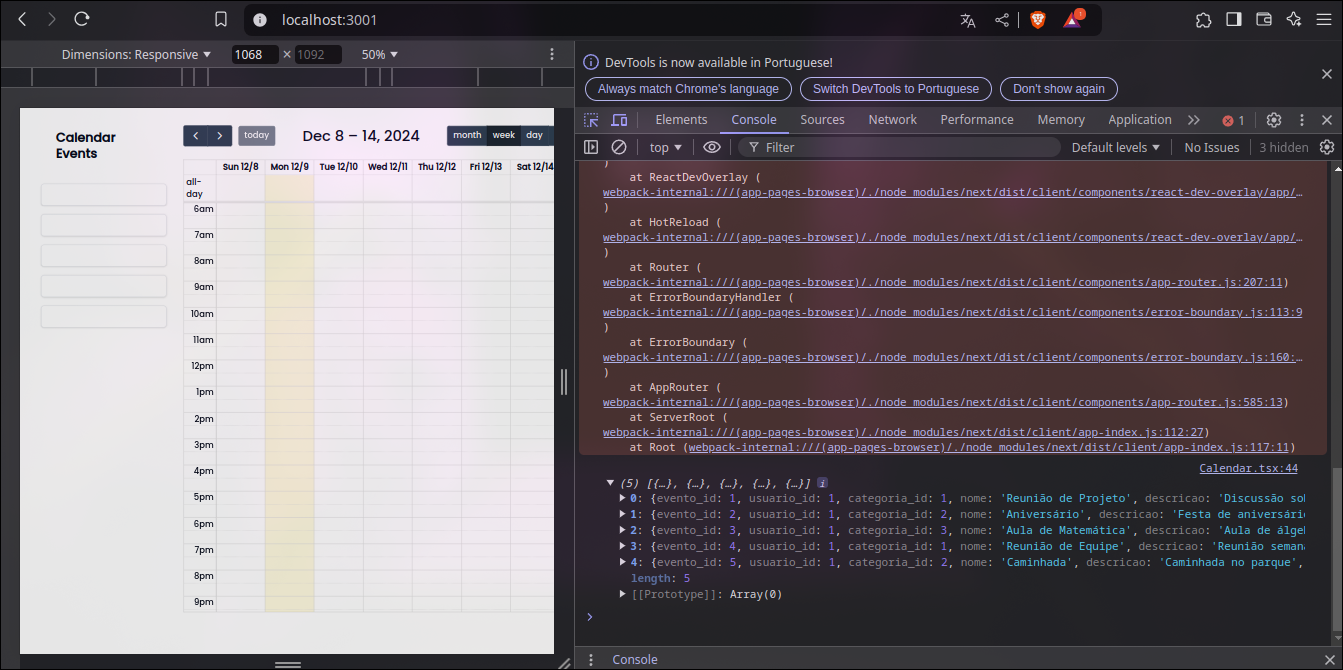 localhost:3001
Dimensions: Responsive 1068 × 1092 50%
DevTools is now available in Portuguese!
Always match Chrome's language Switch DevTools to Portuguese Don't show again
Elements Console Sources Network Performance Memory Application 1
top Filter Default levels No Issues 3 hidden
Calendar
Events
today Dec 8 – 14, 2024 month week day
Sun 12/8 Mon 12/9 Tue 12/10 Wed 12/11 Thu 12/12 Fri 12/13 Sat 12/14
all-
day
6am
7am
8am
9am
10am
11am
12pm
1pm
2pm
3pm
4pm
5pm
6pm
7pm
8pm
9pm
)
at ReactDevOverlay (
webpack-internal:///(app-pages-browser)/./node_modules/next/dist/client/components/react-dev-overlay/app/…
)
at HotReload (
webpack-internal:///(app-pages-browser)/./node_modules/next/dist/client/components/react-dev-overlay/app/…
)
at Router (
webpack-internal:///(app-pages-browser)/./node_modules/next/dist/client/components/app-router.js:207:11)
at ErrorBoundaryHandler (
webpack-internal:///(app-pages-browser)/./node_modules/next/dist/client/components/error-boundary.js:113:9
)
at ErrorBoundary (
webpack-internal:///(app-pages-browser)/./node_modules/next/dist/client/components/error-boundary.js:160:…
)
at AppRouter (
webpack-internal:///(app-pages-browser)/./node_modules/next/dist/client/components/app-router.js:585:13)
at ServerRoot (
webpack-internal:///(app-pages-browser)/./node_modules/next/dist/client/app-index.js:112:27)
at Root (webpack-internal:///(app-pages-browser)/./node_modules/next/dist/client/app-index.js:117:11)
Calendar.tsx:44
(5) [{…}, {…}, {…}, {…}, {…}] i
0: {evento_id: 1, usuario_id: 1, categoria_id: 1, nome: 'Reunião de Projeto', descricao: 'Discussão so
1: {evento_id: 2, usuario_id: 1, categoria_id: 2, nome: 'Aniversário', descricao: 'Festa de aniversári
2: {evento_id: 3, usuario_id: 1, categoria_id: 3, nome: 'Aula de Matemática', descricao: 'Aula de álge
3: {evento_id: 4, usuario_id: 1, categoria_id: 1, nome: 'Reunião de Equipe', descricao: 'Reunião seman
4: {evento_id: 5, usuario_id: 1, categoria_id: 2, nome: 'Caminhada', descricao: 'Caminhada no parque',
length: 5
[[Prototype]]: Array(0)
Console